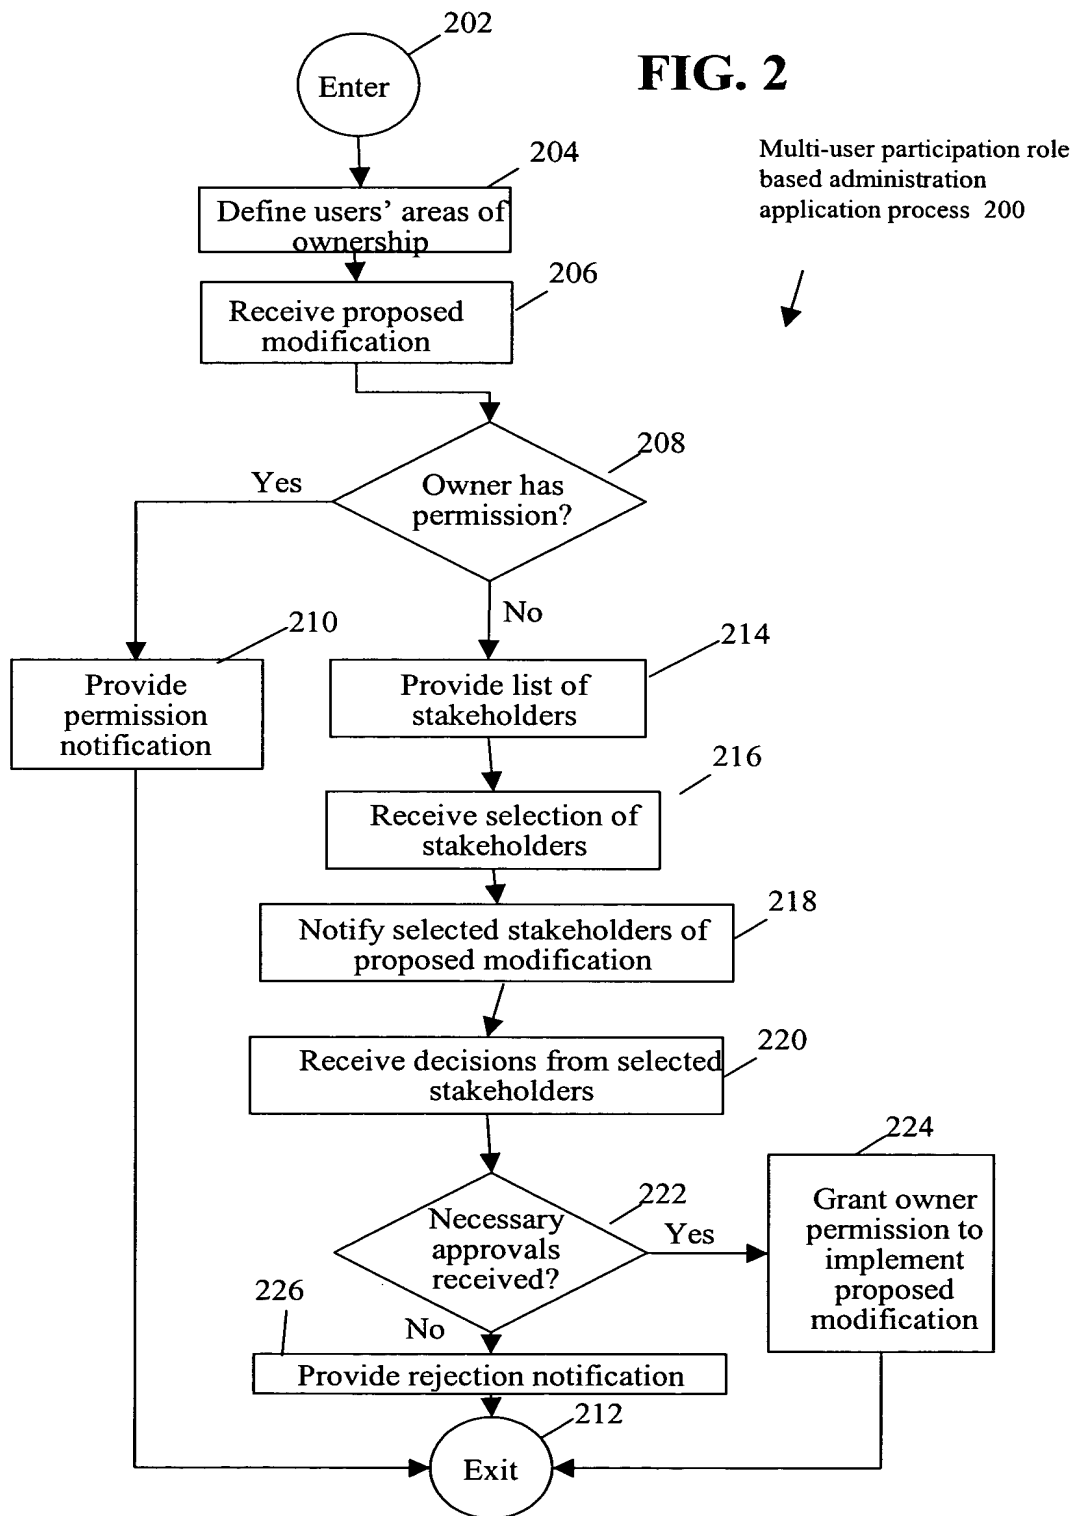 202
FIG. 2
Enter
Multi-user participation role
based administration
application process 200
204
Define users’ areas of
ownership
206
Receive proposed
modification
208
Yes
Owner has
permission?
No
210
214
Provide
permission
notification
Provide list of
stakeholders
216
Receive selection of
stakeholders
218
Notify selected stakeholders of
proposed modification
220
Receive decisions from selected
stakeholders
224
222
Necessary
approvals
received?
Yes
Grant owner
permission to
implement
proposed
modification
226
No
Provide rejection notification
212
Exit